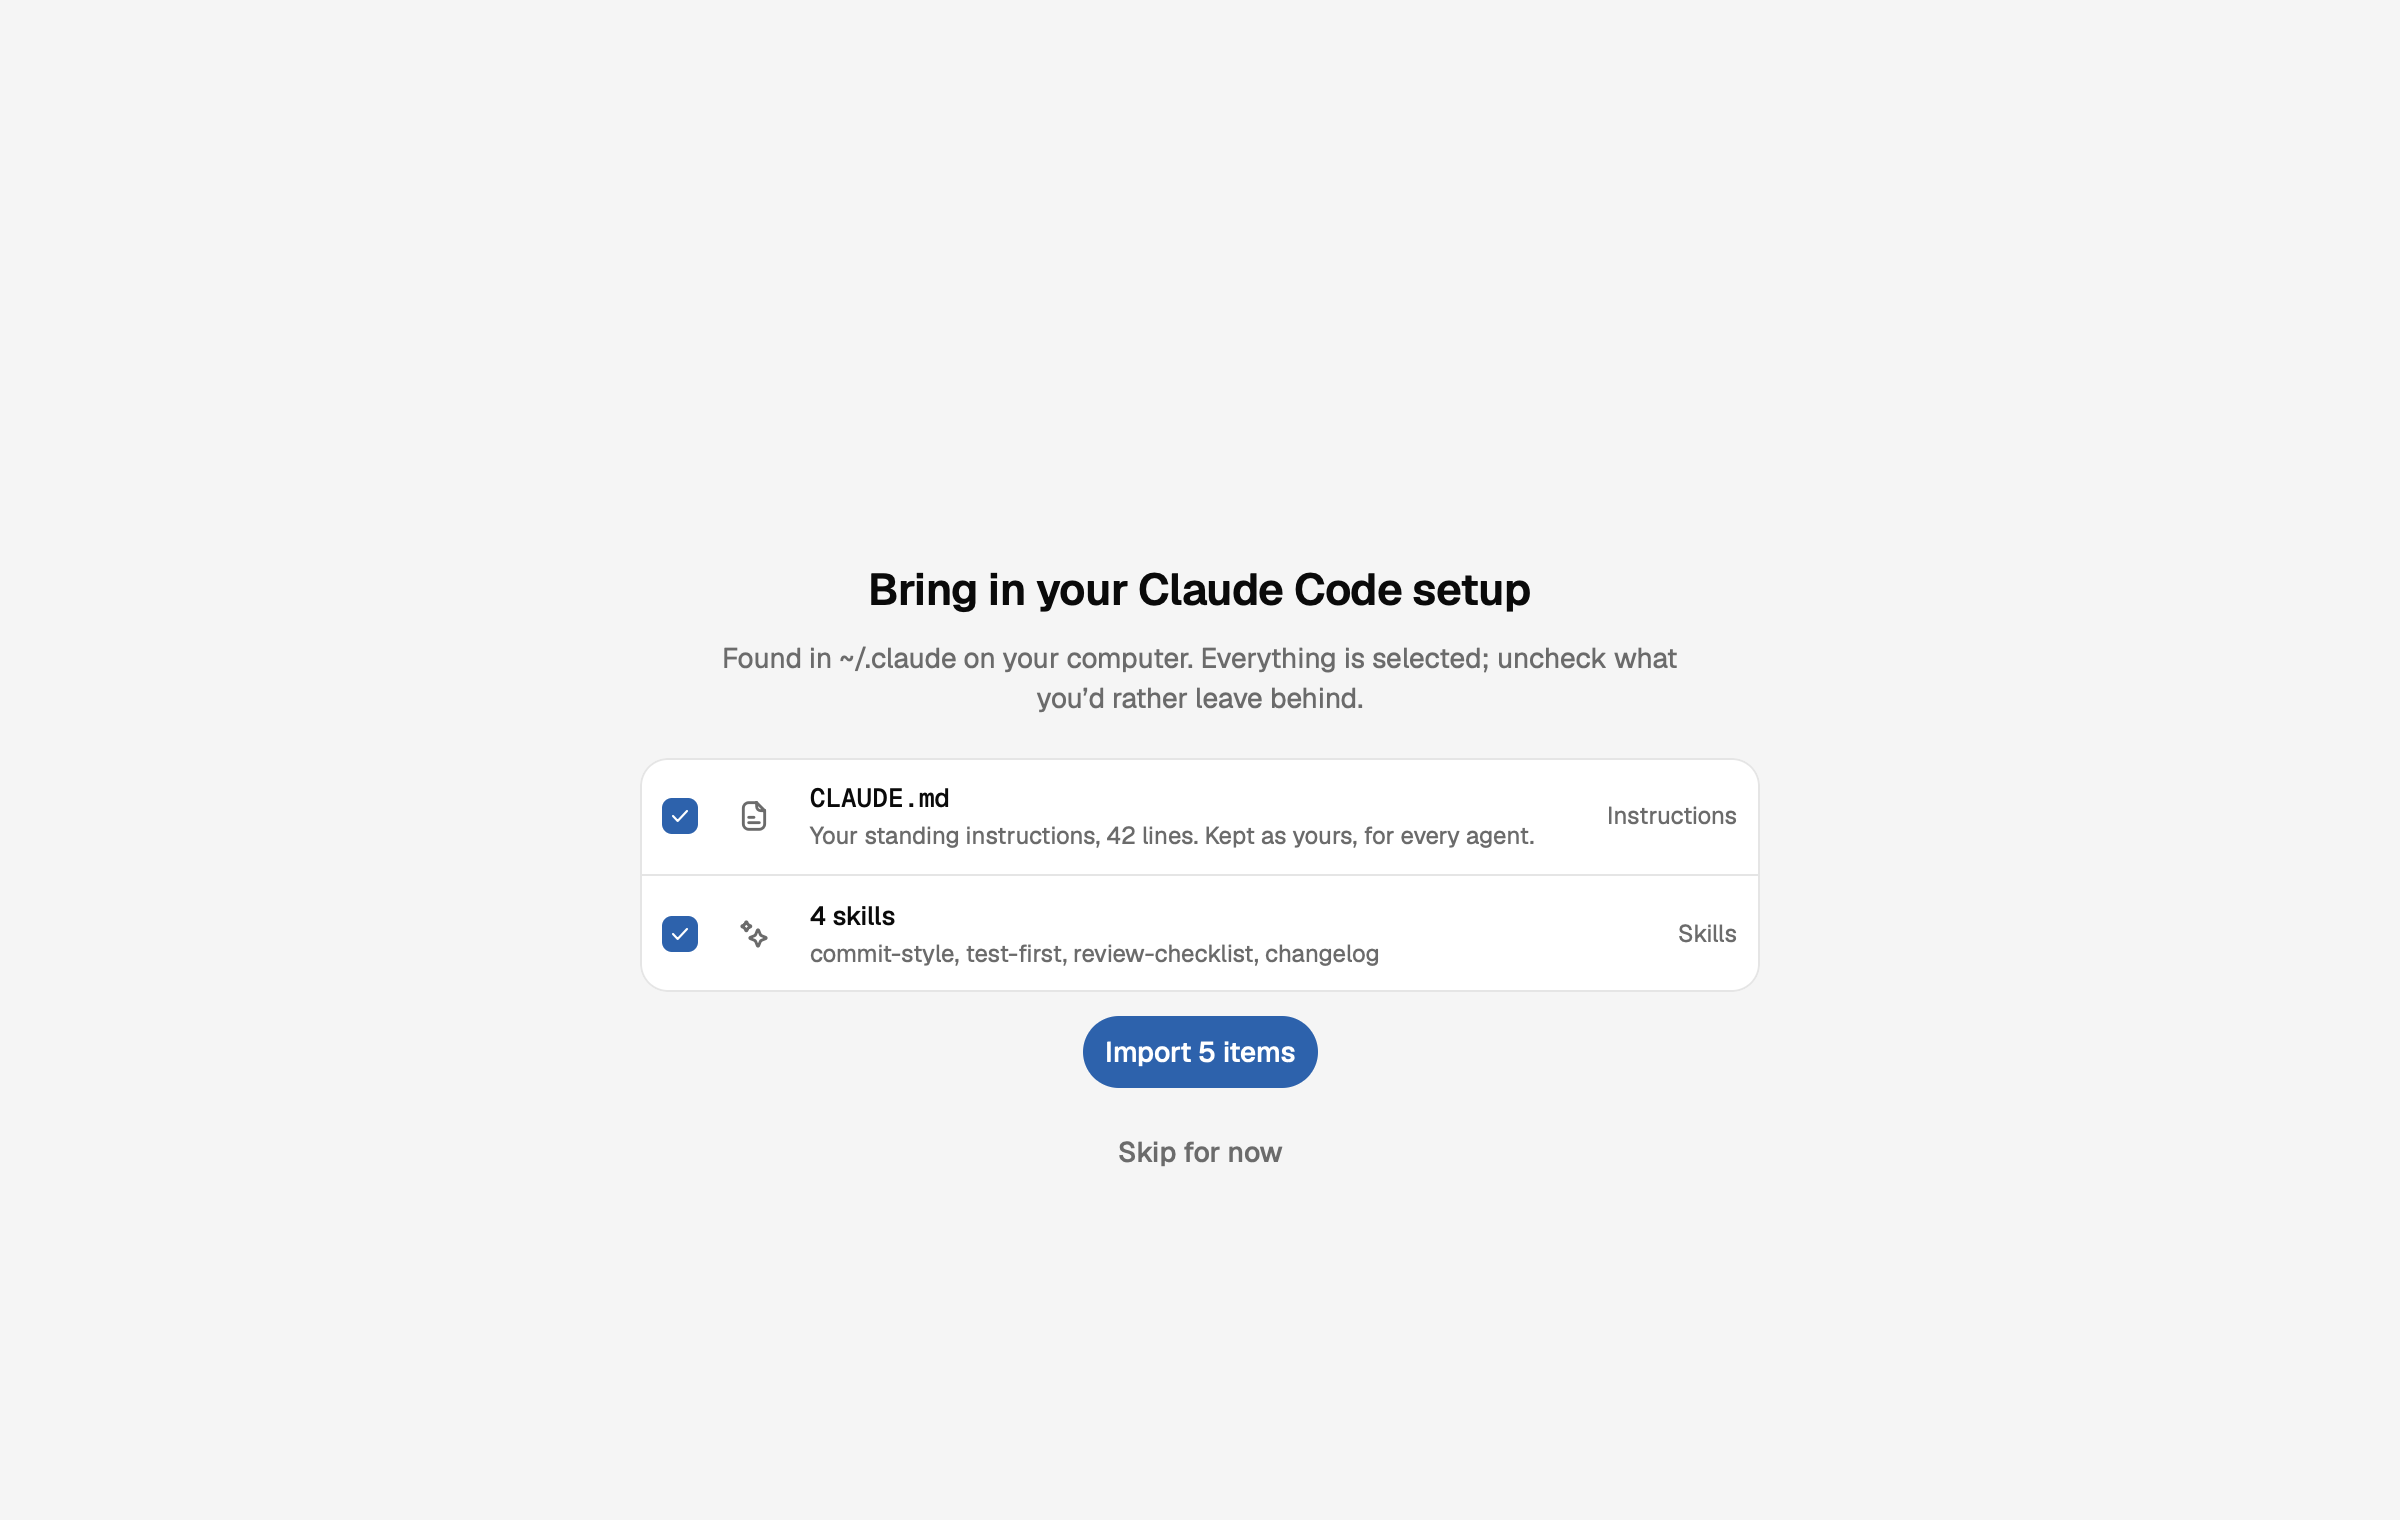 Bring in your Claude Code setup
Found in ~/.claude on your computer. Everything is selected; uncheck what
you’d rather leave behind.
CLAUDE.md
Your standing instructions, 42 lines. Kept as yours, for every agent.
Instructions
4 skills
commit-style, test-first, review-checklist, changelog
Skills
Import 5 items
Skip for now